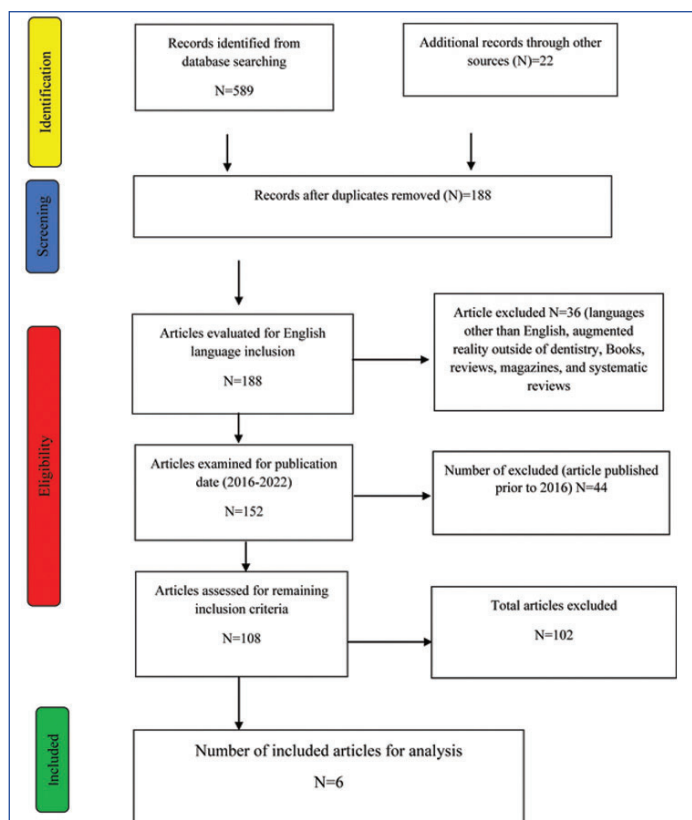 Identification
Records identified from
database searching
N=589
Additional records through other
sources (N)=22
Screening
Records after duplicates removed (N)=188
Eligibility
Articles evaluated for English
language inclusion
N=188
Article excluded N=36 (languages
other than English, augmented
reality outside of dentistry, Books,
reviews, magazines, and systematic
reviews
Articles examined for publication
date (2016-2022)
N=152
Number of excluded (article published
prior to 2016) N=44
Articles assessed for remaining
inclusion criteria
N=108
Total articles excluded
N=102
Included
Number of included articles for analysis
N=6